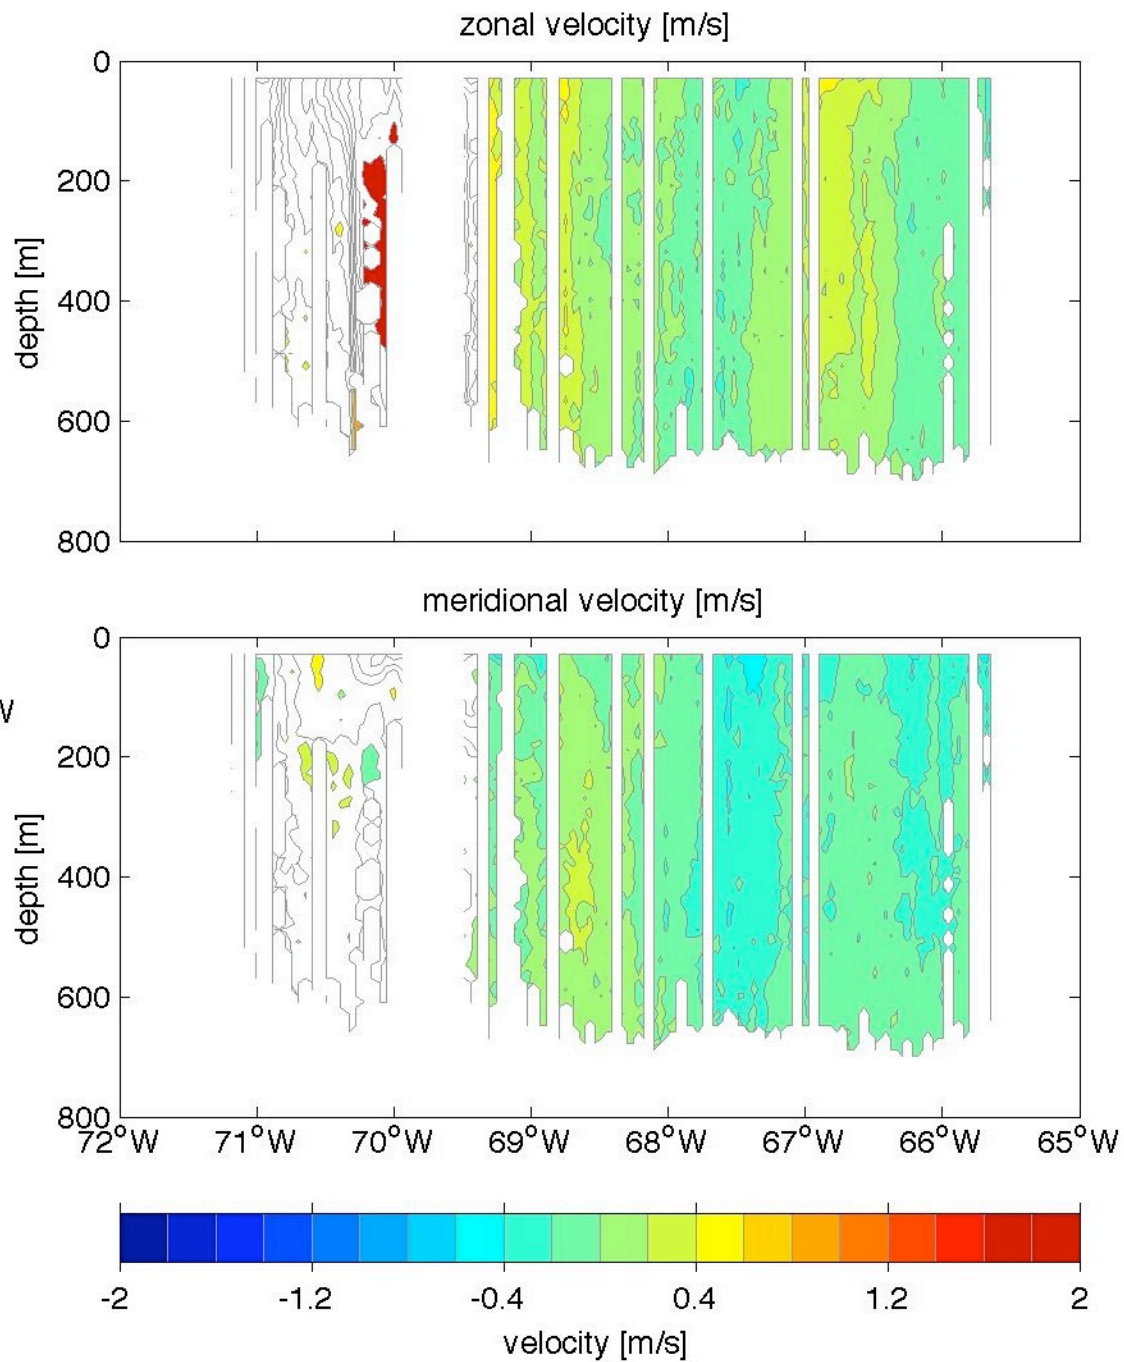 zonal velocity [m/s]
0
200
400
600
800
depth [m]
meridional velocity [m/s]
W
0
200
400
600
800
depth [m]
72°W 71°W 70°W 69°W 68°W 67°W 66°W 65°W
-2 -1.2 -0.4 0.4 1.2 2
velocity [m/s]